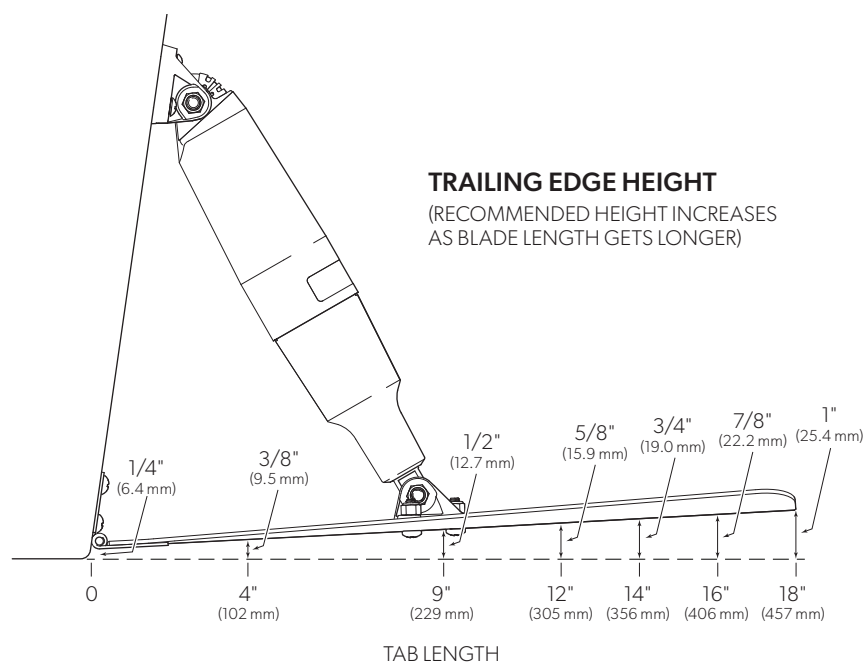 TRAILING EDGE HEIGHT
(RECOMMENDED HEIGHT INCREASES
AS BLADE LENGTH GETS LONGER)
1/4"
(6.4 mm)
3/8"
(9.5 mm)
1/2"
(12.7 mm)
5/8"
(15.9 mm)
3/4"
(19.0 mm)
7/8"
(22.2 mm)
1"
(25.4 mm)
0
4"
(102 mm)
9"
(229 mm)
12"
(305 mm)
14"
(356 mm)
16"
(406 mm)
18"
(457 mm)
TAB LENGTH